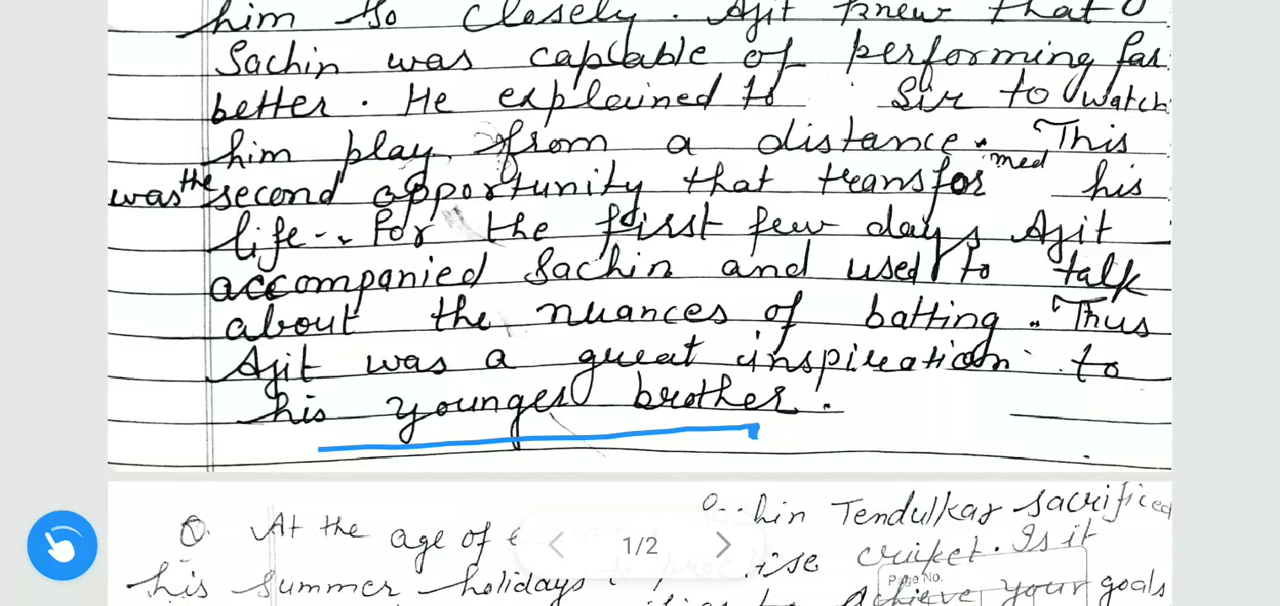 him so closely. Ajit knew that
Sachin was caplable of performing far
better. He explained to Sir to watch
him play from a distance. This
was the second opportunity that transformed his
life. For the first few days Ajit
accompanied Sachin and used to talk
about the nuances of batting. Thus
Ajit was a great inspiration to
his younger brother.
Q. At the age of Tendulkar sacrificed
his summer holidays cricket. Is it
achieve your goals
Page No.
1/2